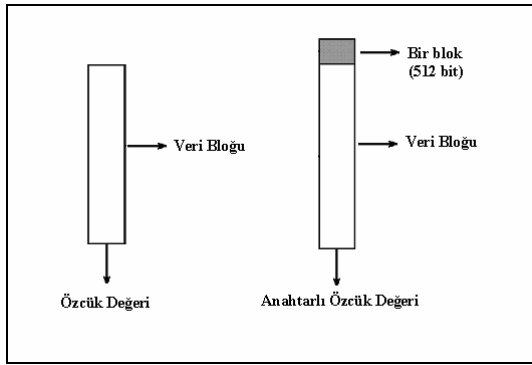 Bir blok
(512 bit)
Veri Bloğu
Veri Bloğu
Özcük Değeri
Anahtarlı Özcük Değeri